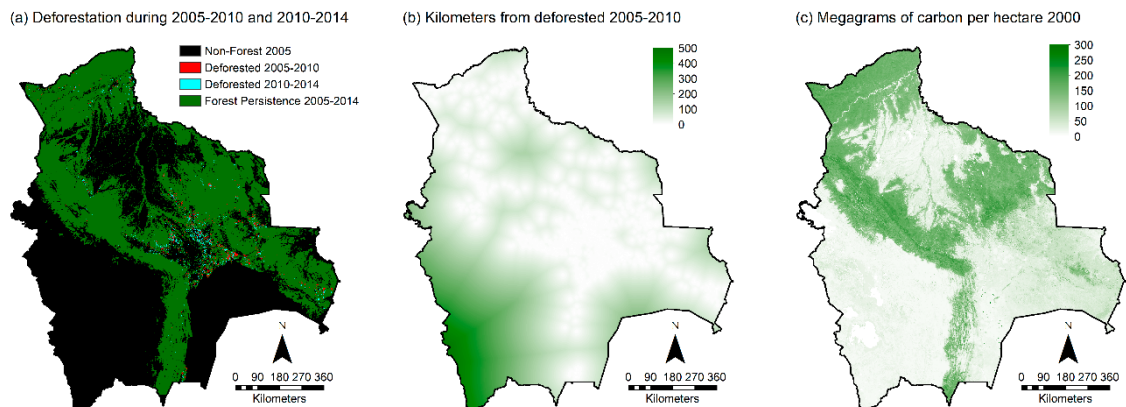 (a) Deforestation during 2005-2010 and 2010-2014
Non-Forest 2005
Deforested 2005-2010
Deforested 2010-2014
Forest Persistence 2005-2014
N
0 90 180 270 360
Kilometers
(b) Kilometers from deforested 2005-2010
500
400
300
200
100
0
N
0 90 180 270 360
Kilometers
(c) Megagrams of carbon per hectare 2000
300
250
200
150
100
50
0
N
0 90 180 270 360
Kilometers